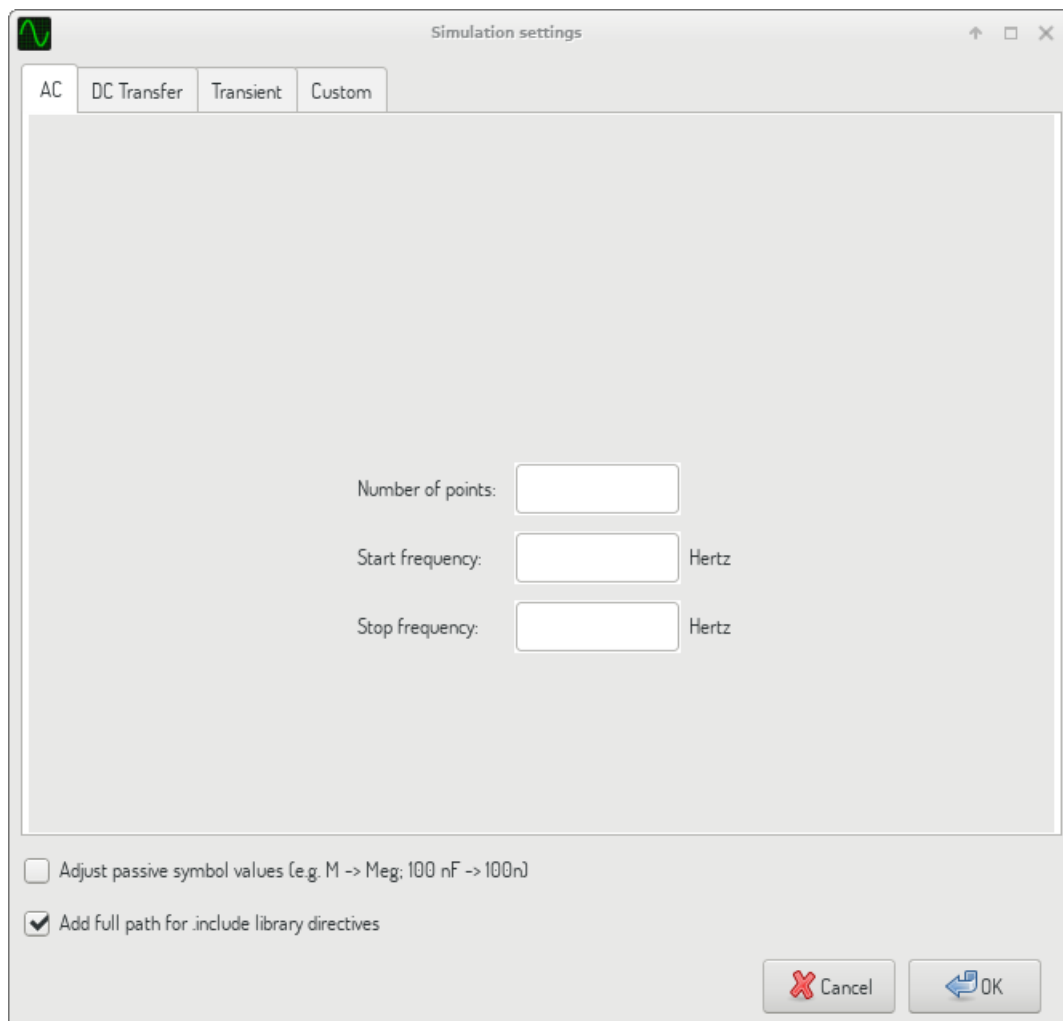 Simulation settings
AC DC Transfer Transient Custom
Number of points:
Start frequency: Hertz
Stop frequency: Hertz
Adjust passive symbol values (e.g. M -> Meg; 100 nF -> 100n)
Add full path for .include library directives
Cancel OK